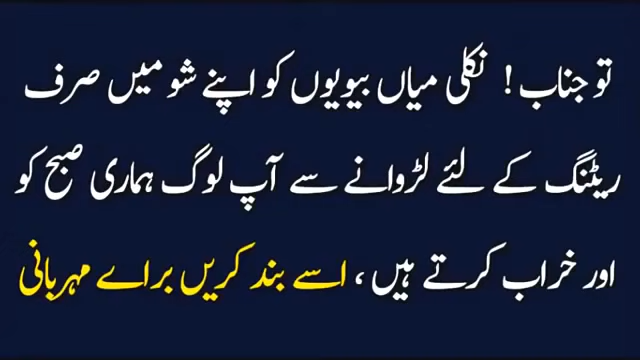 تو جناب! نکلی میاں بیویوں کو اپنے شو میں صرف
ریٹنگ کے لئے لڑوانے سے آپ لوگ ہماری صبح کو
اور خراب کرتے ہیں، اسے بند کریں براے مہربانی